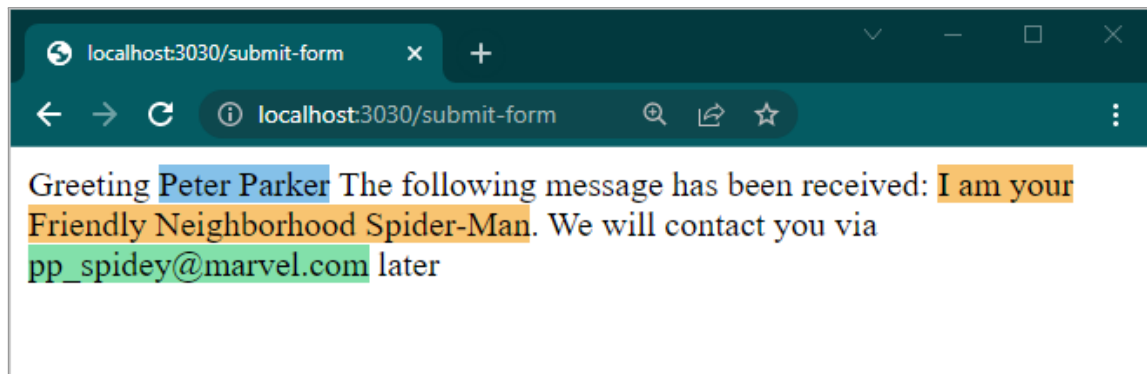 localhost:3030/submit-form
localhost:3030/submit-form
Greeting Peter Parker The following message has been received: I am your
Friendly Neighborhood Spider-Man. We will contact you via
pp_spidey@marvel.com later